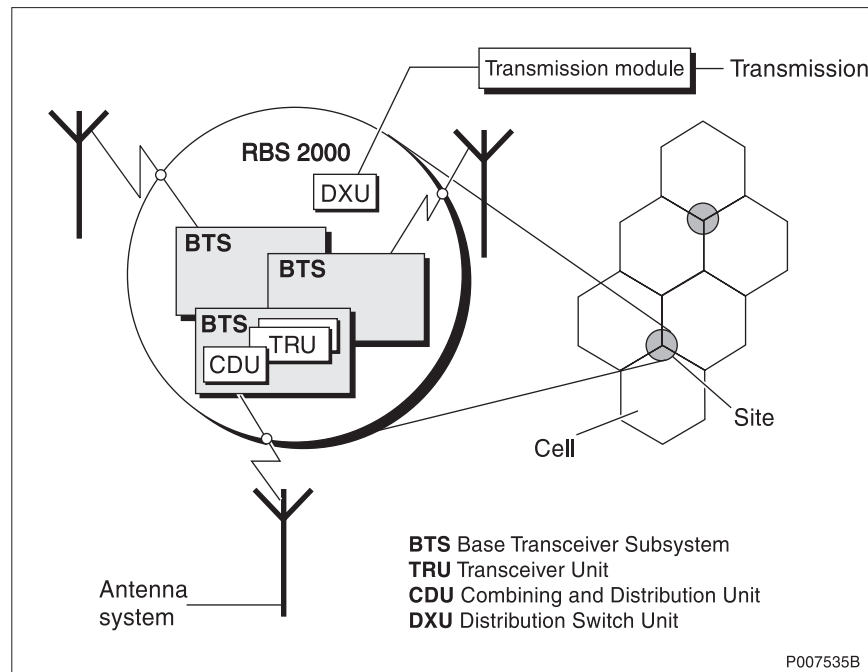 Transmission module
Transmission
RBS 2000
DXU
BTS
BTS
BTS
TRU
CDU
Site
Cell
Antenna
system
BTS Base Transceiver Subsystem
TRU Transceiver Unit
CDU Combining and Distribution Unit
DXU Distribution Switch Unit
P007535B